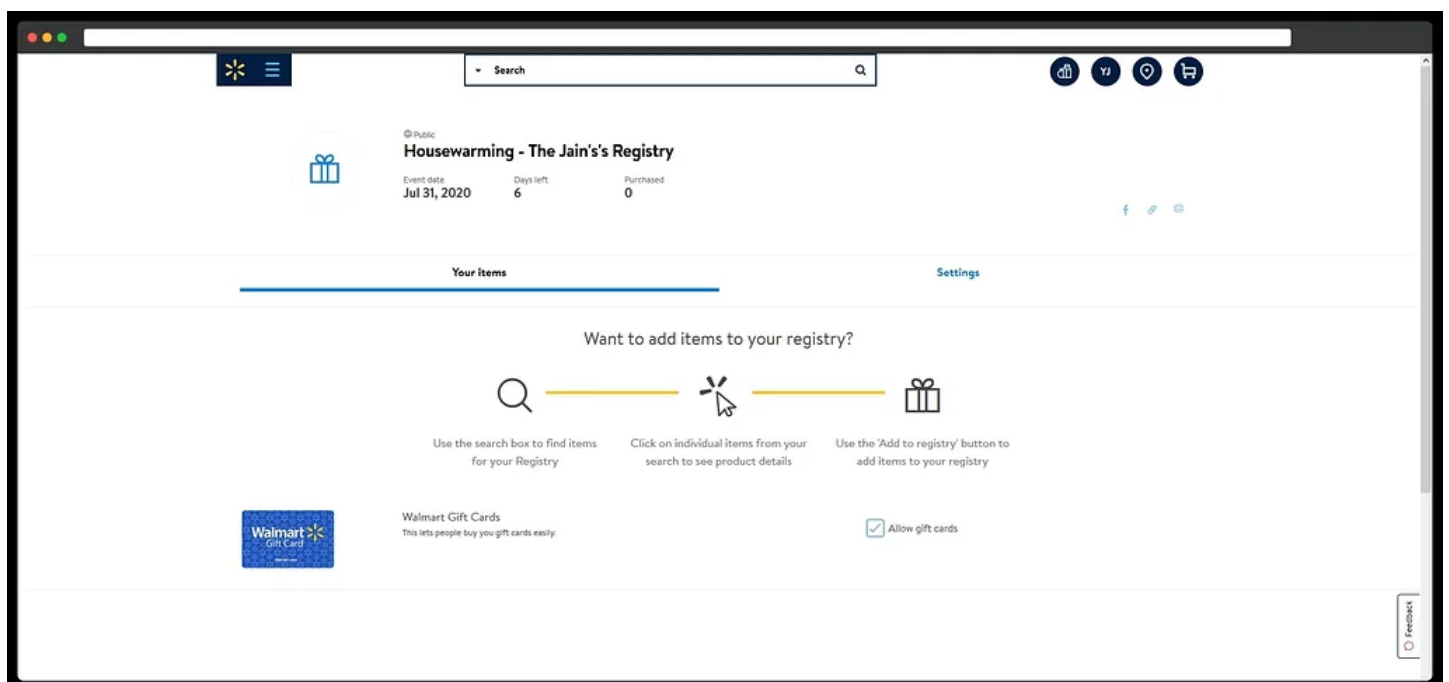 Search
YJ
Public
Housewarming - The Jain's's Registry
Event date Days left Purchased
Jul 31, 2020 6 0
f
Your items Settings
Want to add items to your registry?
Use the search box to find items
for your Registry
Click on individual items from your
search to see product details
Use the 'Add to registry' button to
add items to your registry
Walmart
Gift Card
Walmart Gift Cards
This lets people buy you gift cards easily.
Allow gift cards
Feedback